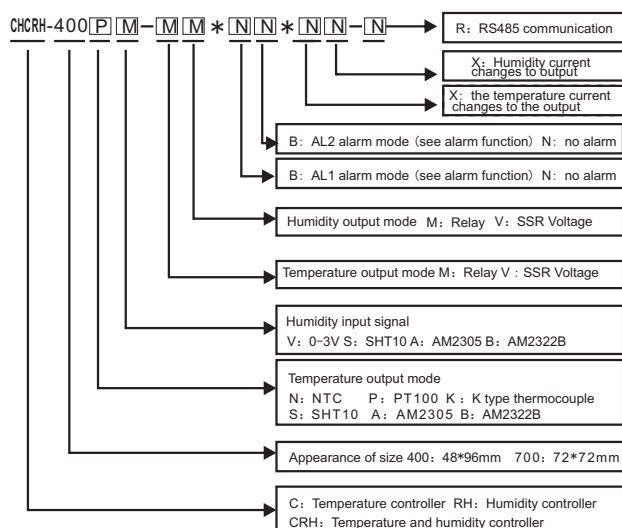 CHCRH-400PM-MM*NN*NN-N
R: RS485 communication
X: Humidity current
changes to output
X: the temperature current
changes to the output
B: AL2 alarm mode (see alarm function) N: no alarm
B: AL1 alarm mode (see alarm function) N: no alarm
Humidity output mode M: Relay V: SSR Voltage
Temperature output mode M: Relay V : SSR Voltage
Humidity input signal
V: 0-3V S: SHT10 A: AM2305 B: AM2322B
Temperature output mode
N: NTC P: PT100 K : K type thermocouple
S: SHT10 A: AM2305 B: AM2322B
Appearance of size 400: 48*96mm 700: 72*72mm
C: Temperature controller RH: Humidity controller
CRH: Temperature and humidity controller